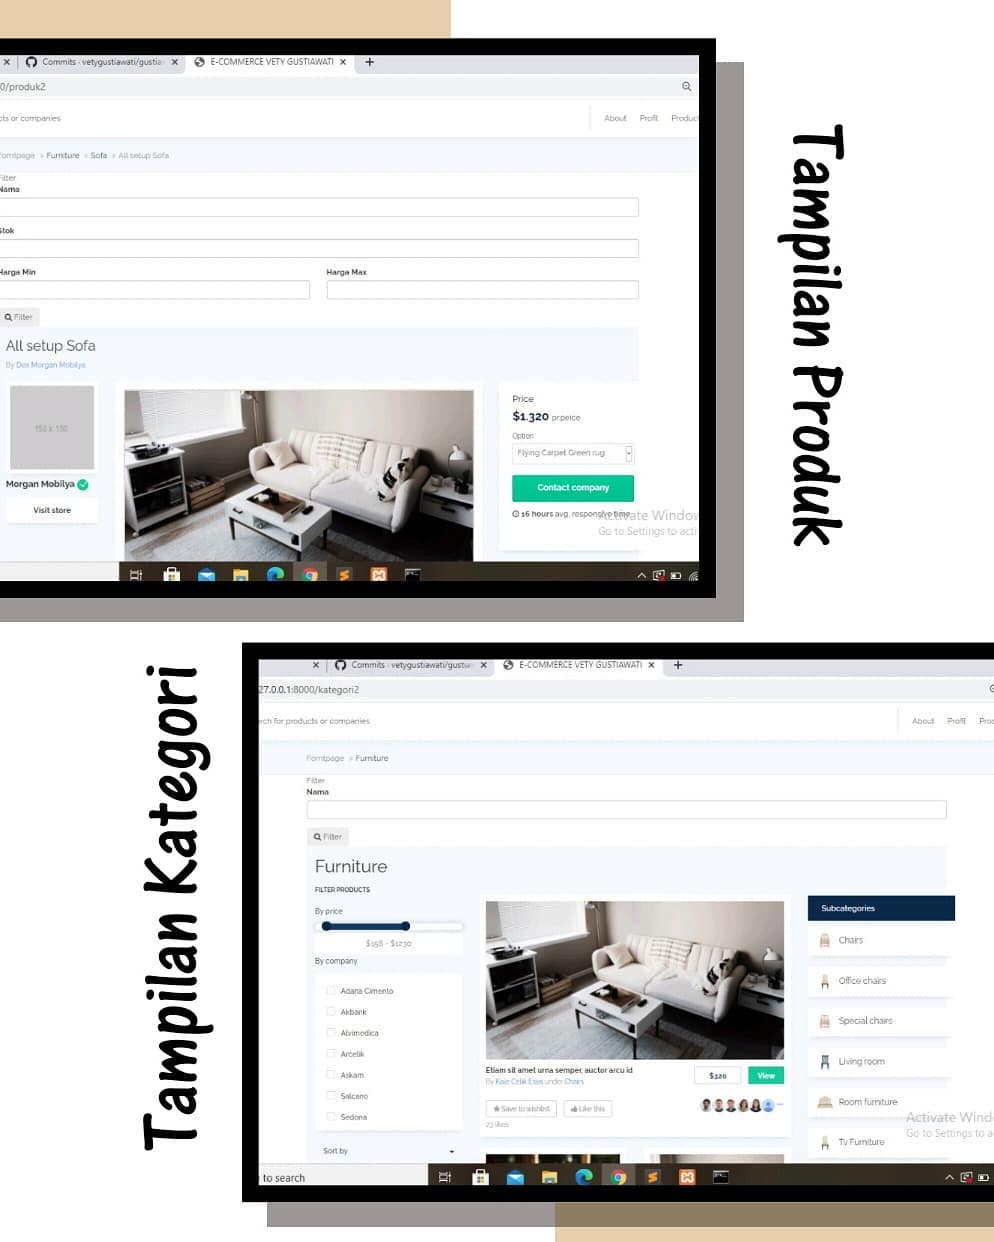 Commits · vetygustiawati/gustia
E-COMMERCE VETY GUSTIAWATI
0/produk2
cts or companies
About Profil Product
Forntpage » Furniture » Sofa » All setup Sofa
Filter
Nama
Stok
Harga Min
Harga Max
Filter
All setup Sofa
By Dex Morgan Mobilya
150 x 150
Morgan Mobilya
Visit store
Price
$1.320 prpeice
Option
Flying Carpet Green rug
Contact company
16 hours avg. responsive time
Activate Window
Go to Settings to acti
Tampilan Produk
Tampilan Kategori
Commits · vetygustiawati/gustia
E-COMMERCE VETY GUSTIAWATI
27.0.0.1:8000/kategori2
rch for products or companies
About Profil Prod
Forntpage » Furniture
Filter
Nama
Filter
Furniture
FILTER PRODUCTS
By price
$158 - $1230
By company
Adana Cimento
Akbank
Alvimedica
Arcelik
Askam
Salcano
Sedona
Sort by
Etiam sit amet urna semper, auctor arcu id
By Kale Celik Esya under Chairs
$320
View
Save to wishlist
Like this
23 likes
Subcategories
Chairs
Office chairs
Special chairs
Living room
Room furniture
Tv Furniture
Activate Wind
Go to Settings to a
to search